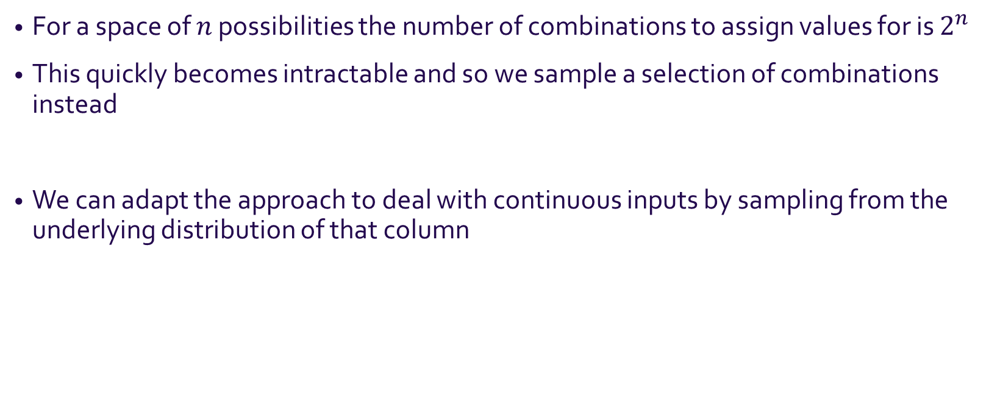 • For a space of 𝑛 possibilities the number of combinations to assign values for is 2ⁿ
• This quickly becomes intractable and so we sample a selection of combinations
instead
• We can adapt the approach to deal with continuous inputs by sampling from the
underlying distribution of that column